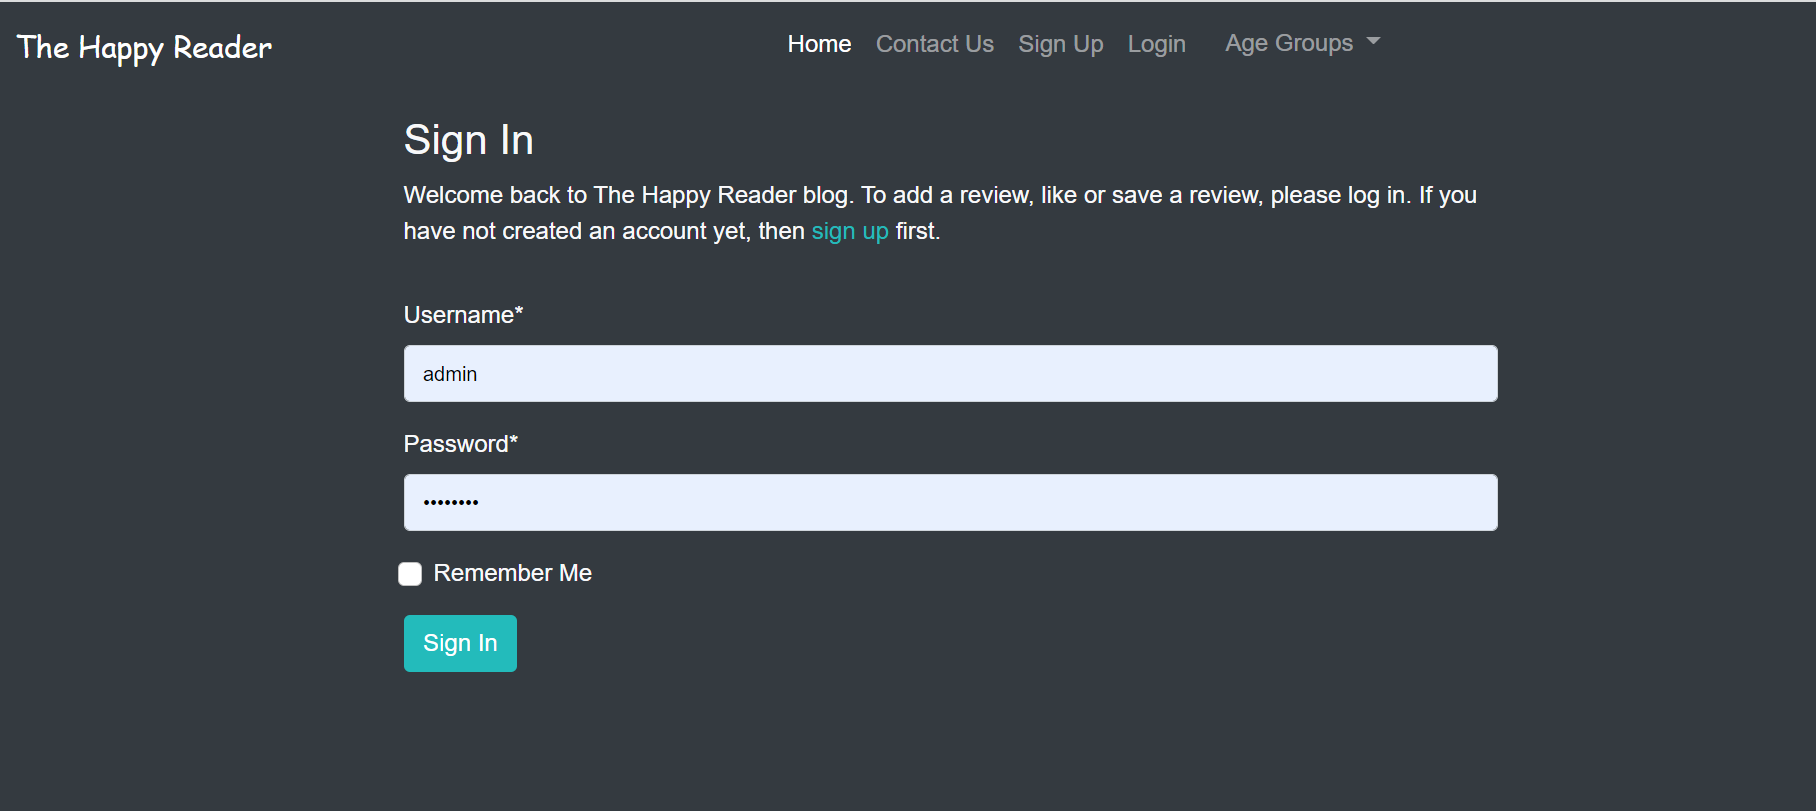 The Happy Reader
Home Contact Us Sign Up Login Age Groups
Sign In
Welcome back to The Happy Reader blog. To add a review, like or save a review, please log in. If you
have not created an account yet, then sign up first.
Username*
admin
Password*
••••••••
Remember Me
Sign In